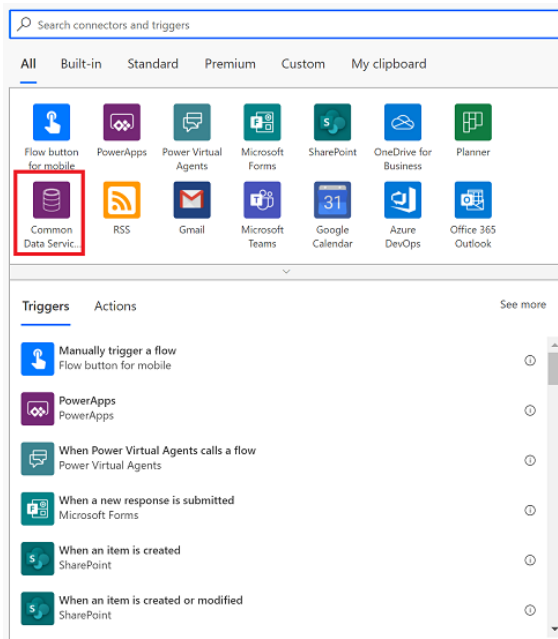 Search connectors and triggers
All Built-in Standard Premium Custom My clipboard
Flow button for mobile
PowerApps
Power Virtual Agents
Microsoft Forms
SharePoint
OneDrive for Business
Planner
Common Data Servic...
RSS
Gmail
Microsoft Teams
31
Google Calendar
Azure DevOps
Office 365 Outlook
Triggers Actions See more
Manually trigger a flow
Flow button for mobile
PowerApps
PowerApps
When Power Virtual Agents calls a flow
Power Virtual Agents
When a new response is submitted
Microsoft Forms
When an item is created
SharePoint
When an item is created or modified
SharePoint